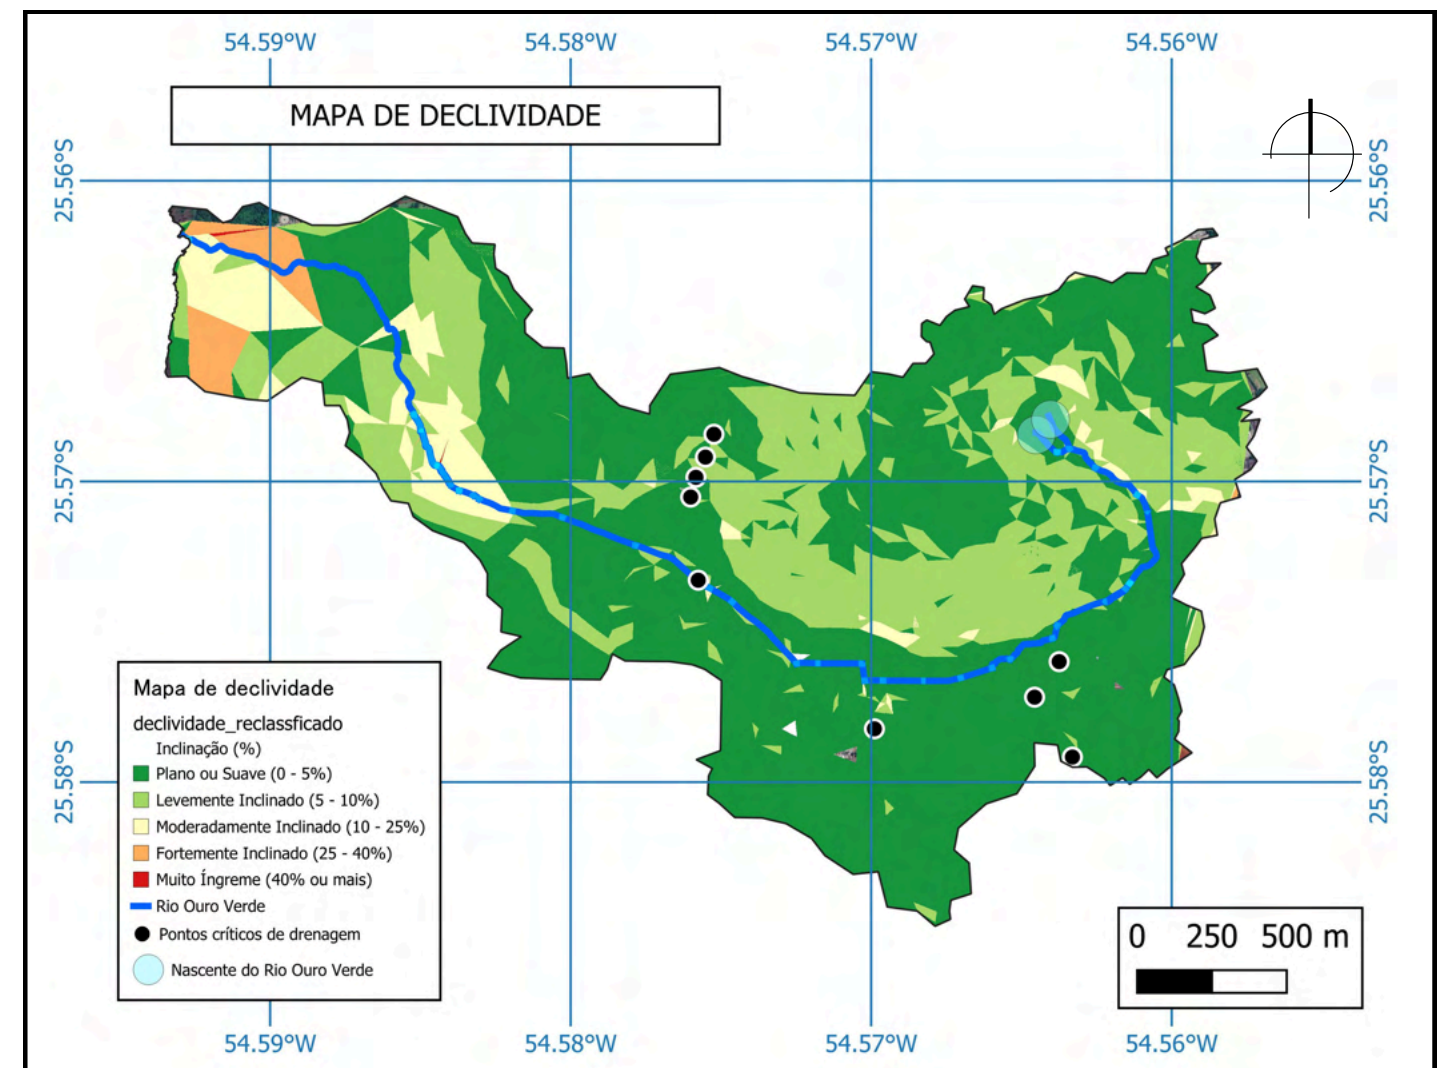 54.59°W 54.58°W 54.57°W 54.56°W
MAPA DE DECLIVIDADE
25.56°S 25.56°S
25.57°S 25.57°S
25.58°S 25.58°S
Mapa de declividade
declividade_reclassficado
Inclinação (%)
Plano ou Suave (0 - 5%)
Levemente Inclinado (5 - 10%)
Moderadamente Inclinado (10 - 25%)
Fortemente Inclinado (25 - 40%)
Muito Íngreme (40% ou mais)
Rio Ouro Verde
Pontos críticos de drenagem
Nascente do Rio Ouro Verde
0 250 500 m
54.59°W 54.58°W 54.57°W 54.56°W